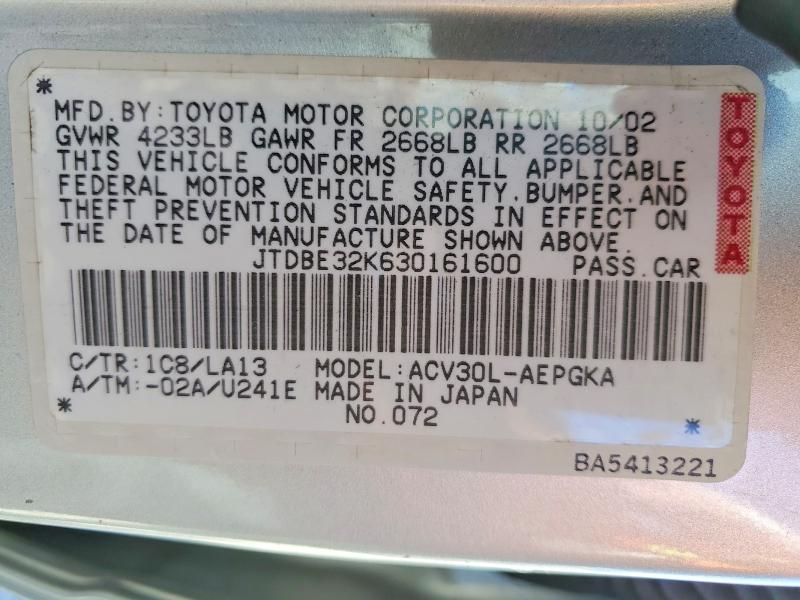 MFD. BY: TOYOTA MOTOR CORPORATION 10/02
GVWR 4233LB GAWR FR 2668LB RR 2668LB
THIS VEHICLE CONFORMS TO ALL APPLICABLE
FEDERAL MOTOR VEHICLE SAFETY, BUMPER, AND
THEFT PREVENTION STANDARDS IN EFFECT ON
THE DATE OF MANUFACTURE SHOWN ABOVE.
JTDBE32K630161600 PASS. CAR
C/TR: 1C8/LA13 MODEL: ACV30L-AEPGKA
A/TM: -02A/U241E MADE IN JAPAN
NO. 072
BA5413221
TOYOTA